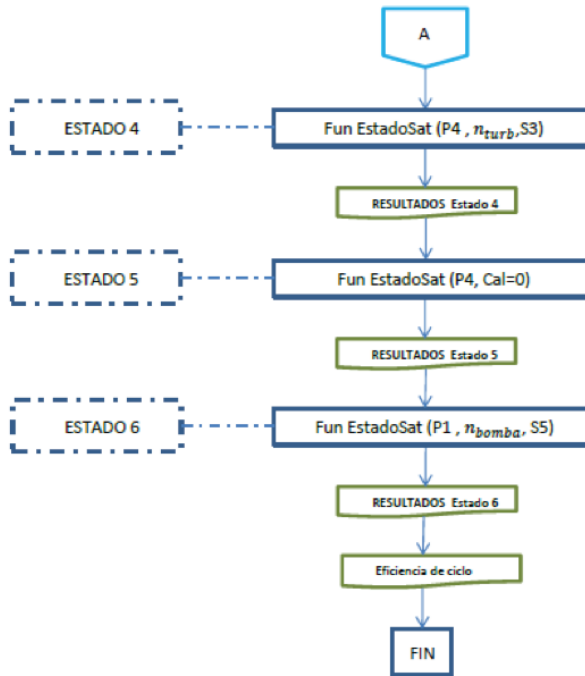 A
ESTADO 4
Fun EstadoSat (P4 , n_turb,S3)
RESULTADOS Estado 4
ESTADO 5
Fun EstadoSat (P4, Cal=0)
RESULTADOS Estado 5
ESTADO 6
Fun EstadoSat (P1 , n_bomba, S5)
RESULTADOS Estado 6
Eficiencia de ciclo
FIN